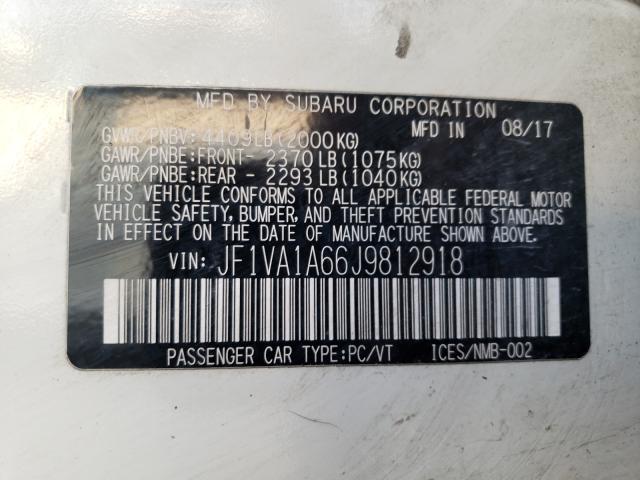 MFD BY SUBARU CORPORATION
GVWR/PNBV: 4409LB(2000KG) MFD IN 08/17
GAWR/PNBE:FRONT- 2370 LB(1075KG)
GAWR/PNBE:REAR - 2293 LB(1040KG)
THIS VEHICLE CONFORMS TO ALL APPLICABLE FEDERAL MOTOR
VEHICLE SAFETY, BUMPER, AND THEFT PREVENTION STANDARDS
IN EFFECT ON THE DATE OF MANUFACTURE SHOWN ABOVE.
VIN: JF1VA1A66J9812918
PASSENGER CAR TYPE:PC/VT ICES/NMB-002